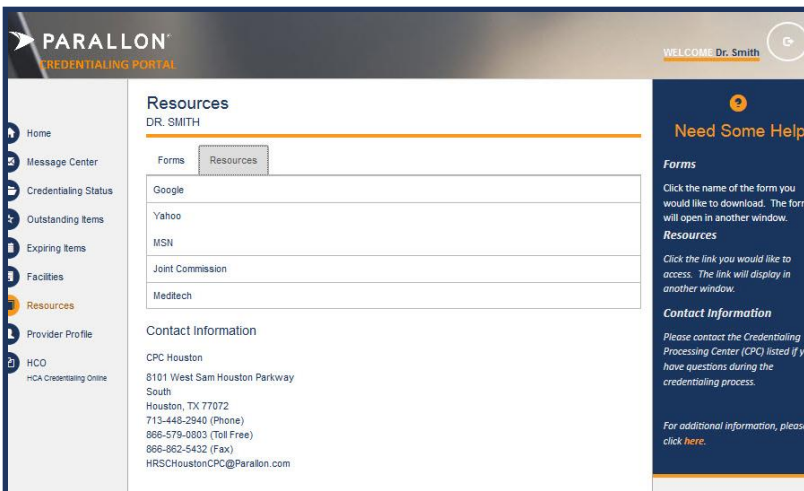 PARALLON
CREDENTIALING PORTAL
WELCOME Dr. Smith
Home
Message Center
Credentialing Status
Outstanding Items
Expiring Items
Facilities
Resources
Provider Profile
HCO
HCA Credentialing Online
Resources
DR. SMITH
Forms Resources
Google
Yahoo
MSN
Joint Commission
Meditech
Contact Information
CPC Houston
8101 West Sam Houston Parkway
South
Houston, TX 77072
713-448-2940 (Phone)
866-579-0803 (Toll Free)
866-862-5432 (Fax)
HRSCHoustonCPC@Parallon.com
Need Some Help
Forms
Click the name of the form you
would like to download. The form
will open in another window.
Resources
Click the link you would like to
access. The link will display in
another window.
Contact Information
Please contact the Credentialing
Processing Center (CPC) listed if y
have questions during the
credentialing process.
For additional information, please
click here.